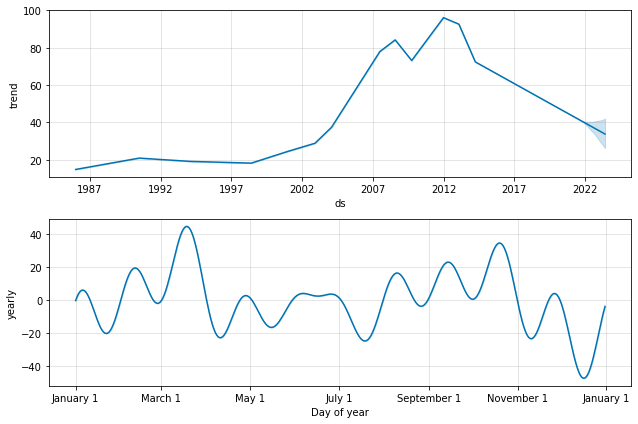 100
80
60
40
20
trend
1987 1992 1997 2002 2007 2012 2017 2022
ds
40
20
0
−20
−40
yearly
January 1 March 1 May 1 July 1 September 1 November 1 January 1
Day of year